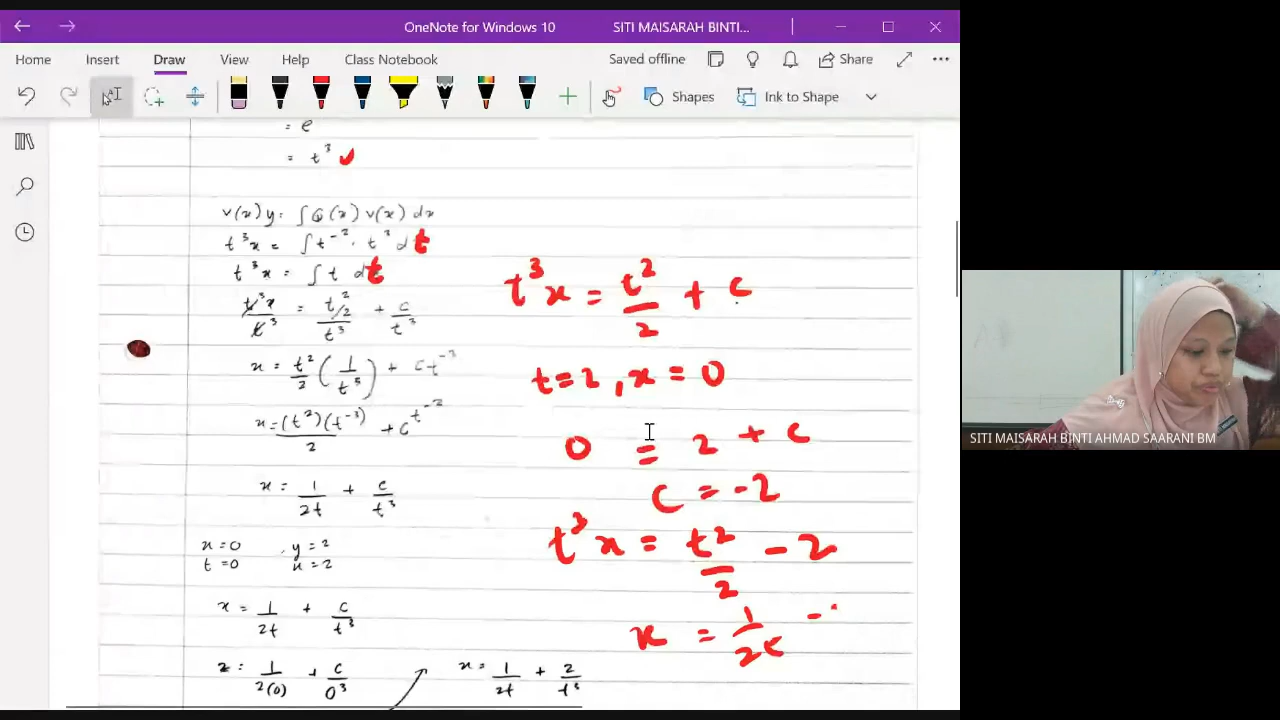 OneNote for Windows 10 SITI MAISARAH BINTI...
Home Insert Draw View Help Class Notebook Saved offline Share
Shapes Ink to Shape
= e
= t³ ✓
v(x) y = ∫Q(x) v(x) dx
t³x = ∫t⁻² . t³ dt
t³x = ∫ t dt
t³x/t³ = t²/2/t³ + c/t³
x = t²/2 (1/t³) + ct⁻³
x = (t²)(t⁻³)/2 + ct⁻²
x = 1/2t + c/t³
x=0 , y=2
t=0 x=2
x = 1/2t + c/t³
2 = 1/2(0) + c/0³
x = 1/2t + 2/t³
t³x = t²/2 + c
t=2 , x = 0
0 = 2 + c
c = -2
t³x = t²/2 - 2
x = 1/2t -
SITI MAISARAH BINTI AHMAD SAARANI BM